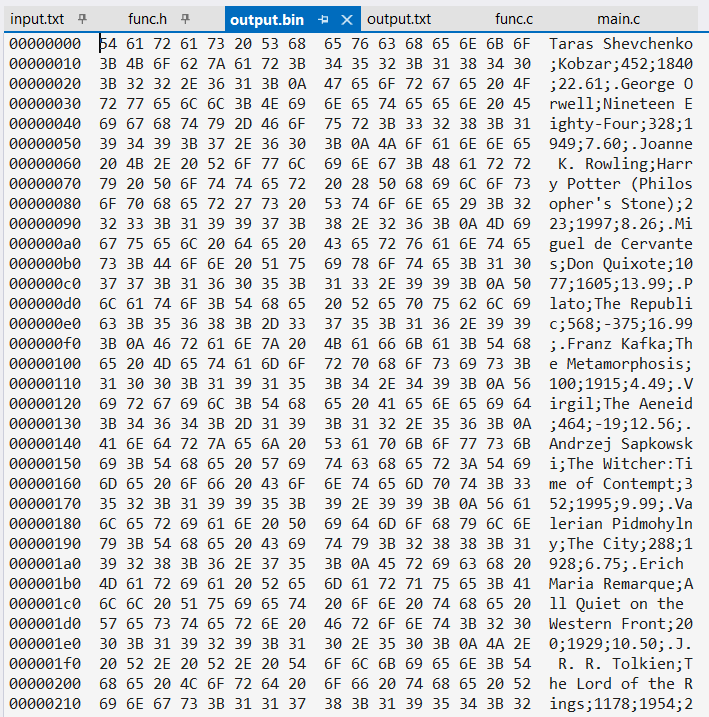 input.txt func.h output.bin output.txt func.c main.c
00000000 54 61 72 61 73 20 53 68 65 76 63 68 65 6E 6B 6F Taras Shevchenko
00000010 3B 4B 6F 62 7A 61 72 3B 34 35 32 3B 31 38 34 30 ;Kobzar;452;1840
00000020 3B 32 32 2E 36 31 3B 0A 47 65 6F 72 67 65 20 4F ;22.61;.George O
00000030 72 77 65 6C 6C 3B 4E 69 6E 65 74 65 65 6E 20 45 rwell;Nineteen E
00000040 69 67 68 74 79 2D 46 6F 75 72 3B 33 32 38 3B 31 ighty-Four;328;1
00000050 39 34 39 3B 37 2E 36 30 3B 0A 4A 6F 61 6E 6E 65 949;7.60;.Joanne
00000060 20 4B 2E 20 52 6F 77 6C 69 6E 67 3B 48 61 72 72 K. Rowling;Harr
00000070 79 20 50 6F 74 74 65 72 20 28 50 68 69 6C 6F 73 y Potter (Philos
00000080 6F 70 68 65 72 27 73 20 53 74 6F 6E 65 29 3B 32 opher's Stone);2
00000090 32 33 3B 31 39 39 37 3B 38 2E 32 36 3B 0A 4D 69 23;1997;8.26;.Mi
000000a0 67 75 65 6C 20 64 65 20 43 65 72 76 61 6E 74 65 guel de Cervante
000000b0 73 3B 44 6F 6E 20 51 75 69 78 6F 74 65 3B 31 30 s;Don Quixote;10
000000c0 37 37 3B 31 36 30 35 3B 31 33 2E 39 39 3B 0A 50 77;1605;13.99;.P
000000d0 6C 61 74 6F 3B 54 68 65 20 52 65 70 75 62 6C 69 lato;The Republi
000000e0 63 3B 35 36 38 3B 2D 33 37 35 3B 31 36 2E 39 39 c;568;-375;16.99
000000f0 3B 0A 46 72 61 6E 7A 20 4B 61 66 6B 61 3B 54 68 ;.Franz Kafka;Th
00000100 65 20 4D 65 74 61 6D 6F 72 70 68 6F 73 69 73 3B e Metamorphosis;
00000110 31 30 30 3B 31 39 31 35 3B 34 2E 34 39 3B 0A 56 100;1915;4.49;.V
00000120 69 72 67 69 6C 3B 54 68 65 20 41 65 6E 65 69 64 irgil;The Aeneid
00000130 3B 34 36 34 3B 2D 31 39 3B 31 32 2E 35 36 3B 0A ;464;-19;12.56;.
00000140 41 6E 64 72 7A 65 6A 20 53 61 70 6B 6F 77 73 6B Andrzej Sapkowsk
00000150 69 3B 54 68 65 20 57 69 74 63 68 65 72 3A 54 69 i;The Witcher:Ti
00000160 6D 65 20 6F 66 20 43 6F 6E 74 65 6D 70 74 3B 33 me of Contempt;3
00000170 35 32 3B 31 39 39 35 3B 39 2E 39 39 3B 0A 56 61 52;1995;9.99;.Va
00000180 6C 65 72 69 61 6E 20 50 69 64 6D 6F 68 79 6C 6E lerian Pidmohyln
00000190 79 3B 54 68 65 20 43 69 74 79 3B 32 38 38 3B 31 y;The City;288;1
000001a0 39 32 38 3B 36 2E 37 35 3B 0A 45 72 69 63 68 20 928;6.75;.Erich
000001b0 4D 61 72 69 61 20 52 65 6D 61 72 71 75 65 3B 41 Maria Remarque;A
000001c0 6C 6C 20 51 75 69 65 74 20 6F 6E 20 74 68 65 20 ll Quiet on the
000001d0 57 65 73 74 65 72 6E 20 46 72 6F 6E 74 3B 32 30 Western Front;20
000001e0 30 3B 31 39 32 39 3B 31 30 2E 35 30 3B 0A 4A 2E 0;1929;10.50;.J.
000001f0 20 52 2E 20 52 2E 20 54 6F 6C 6B 69 65 6E 3B 54 R. R. Tolkien;T
00000200 68 65 20 4C 6F 72 64 20 6F 66 20 74 68 65 20 52 he Lord of the R
00000210 69 6E 67 73 3B 31 31 37 38 3B 31 39 35 34 3B 32 ings;1178;1954;2